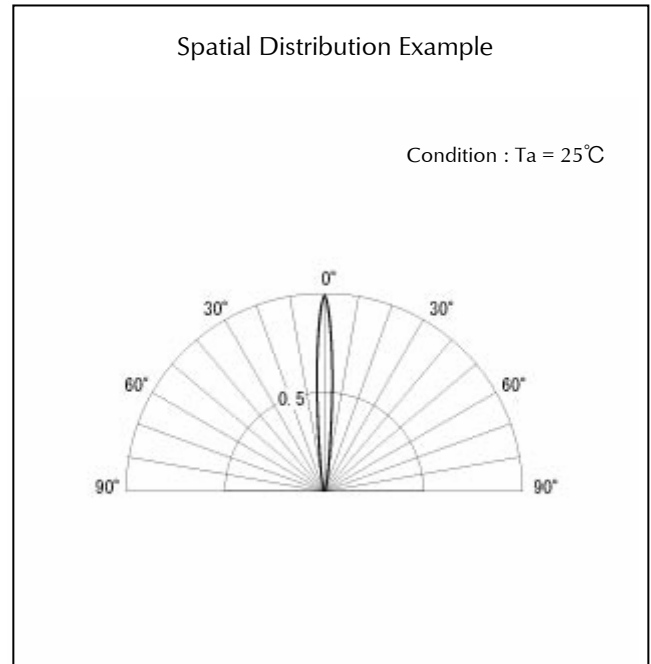 Spatial Distribution Example
Condition : Ta = 25℃
0°
30° 30°
60° 60°
0.5
90° 90°